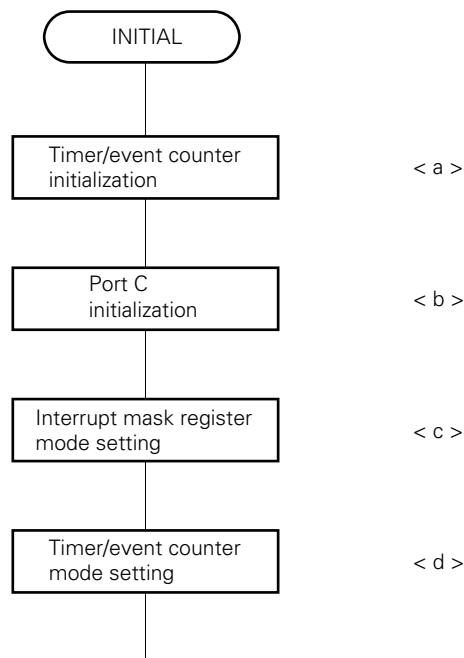 INITIAL
Timer/event counter
initialization
< a >
Port C
initialization
< b >
Interrupt mask register
mode setting
< c >
Timer/event counter
mode setting
< d >